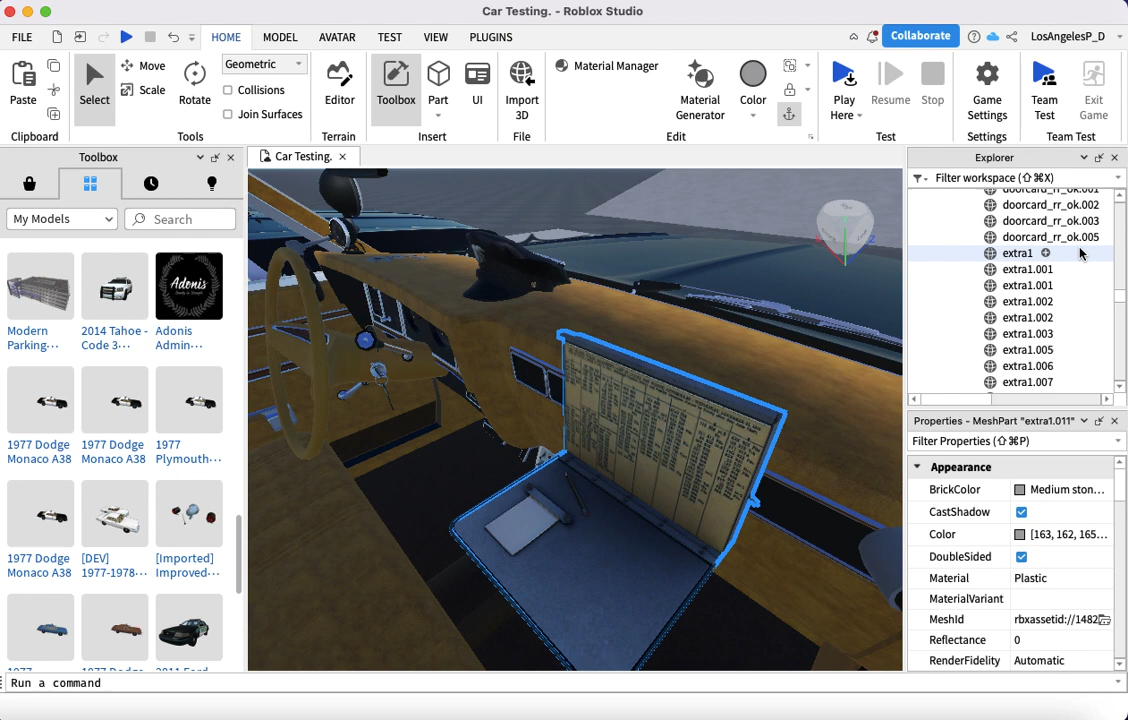 Car Testing. - Roblox Studio
FILE
HOME
MODEL
AVATAR
TEST
VIEW
PLUGINS
Collaborate
LosAngelesP_D
Paste
Select
Move
Scale
Rotate
Geometric
Collisions
Join Surfaces
Editor
Toolbox
Part
UI
Import
3D
Material Manager
Material
Generator
Color
Play
Here
Resume
Stop
Game
Settings
Team
Test
Exit
Game
Clipboard
Tools
Terrain
Insert
File
Edit
Test
Settings
Team Test
Toolbox
Car Testing.
Explorer
Filter workspace (⇧⌘X)
My Models
Search
Adonis
Modern
Parking···
2014 Tahoe -
Code 3···
Adonis
Admin···
1977 Dodge
Monaco A38
1977 Dodge
Monaco A38
1977
Plymouth···
1977 Dodge
Monaco A38
[DEV]
1977-1978···
[Imported]
Improved···
1977
1977 Dodge
2011 Ford
doorcard_rr_ok.001
doorcard_rr_ok.002
doorcard_rr_ok.003
doorcard_rr_ok.005
extra1
extra1.001
extra1.001
extra1.002
extra1.002
extra1.003
extra1.005
extra1.006
extra1.007
Properties - MeshPart "extra1.011"
Filter Properties (⇧⌘P)
Appearance
BrickColor
Medium ston...
CastShadow
Color
[163, 162, 165...
DoubleSided
Material
Plastic
MaterialVariant
MeshId
rbxassetid://1482
Reflectance
0
RenderFidelity
Automatic
Run a command